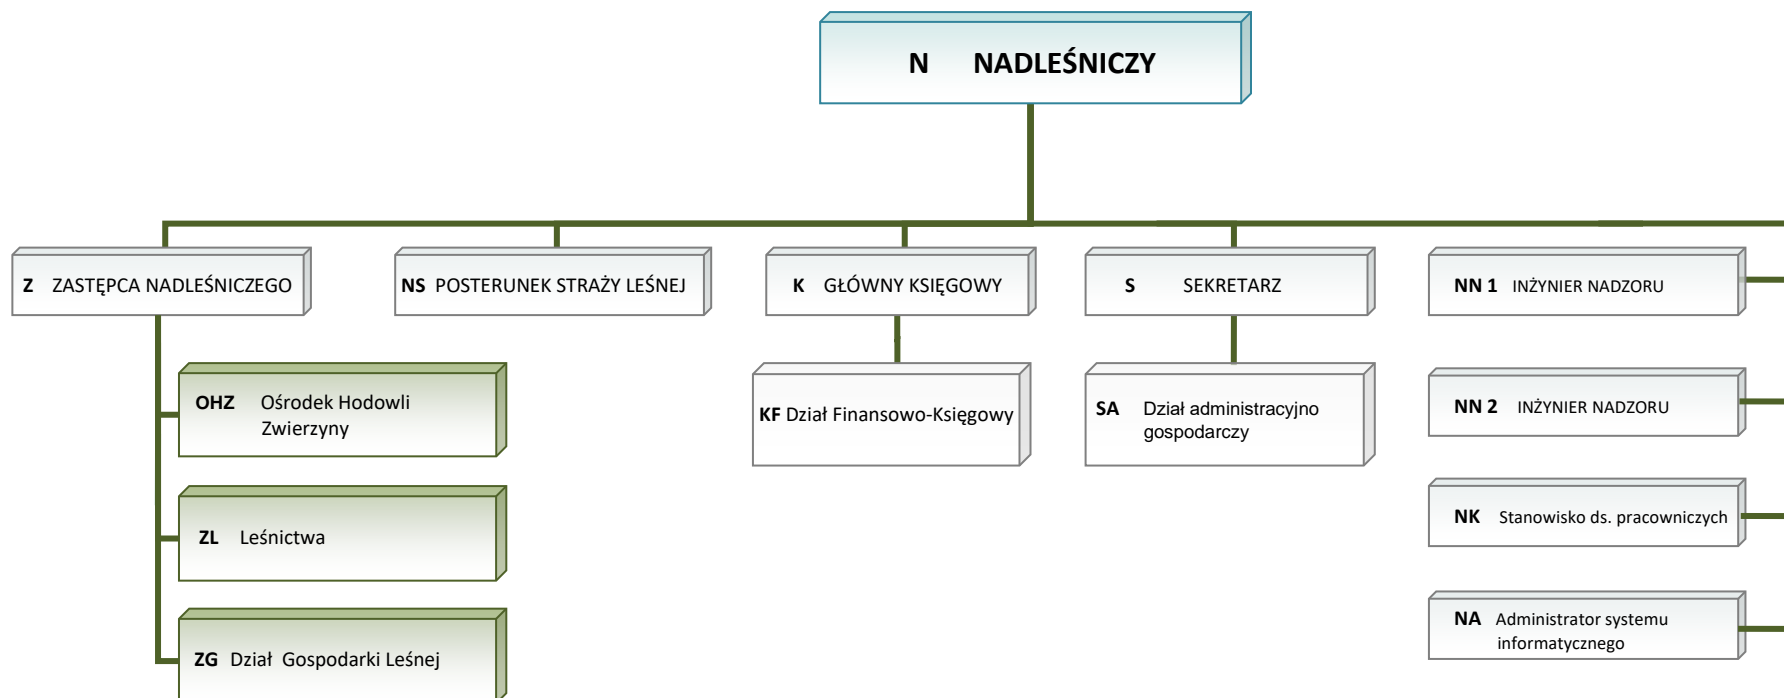 N NADLEŚNICZY
Z ZASTĘPCA NADLEŚNICZEGO
NS POSTERUNEK STRAŻY LEŚNEJ
K GŁÓWNY KSIĘGOWY
S SEKRETARZ
NN 1 INŻYNIER NADZORU
OHZ Ośrodek Hodowli
Zwierzyny
KF Dział Finansowo-Księgowy
SA Dział administracyjno
gospodarczy
NN 2 INŻYNIER NADZORU
ZL Leśnictwa
NK Stanowisko ds. pracowniczych
ZG Dział Gospodarki Leśnej
NA Administrator systemu
informatycznego